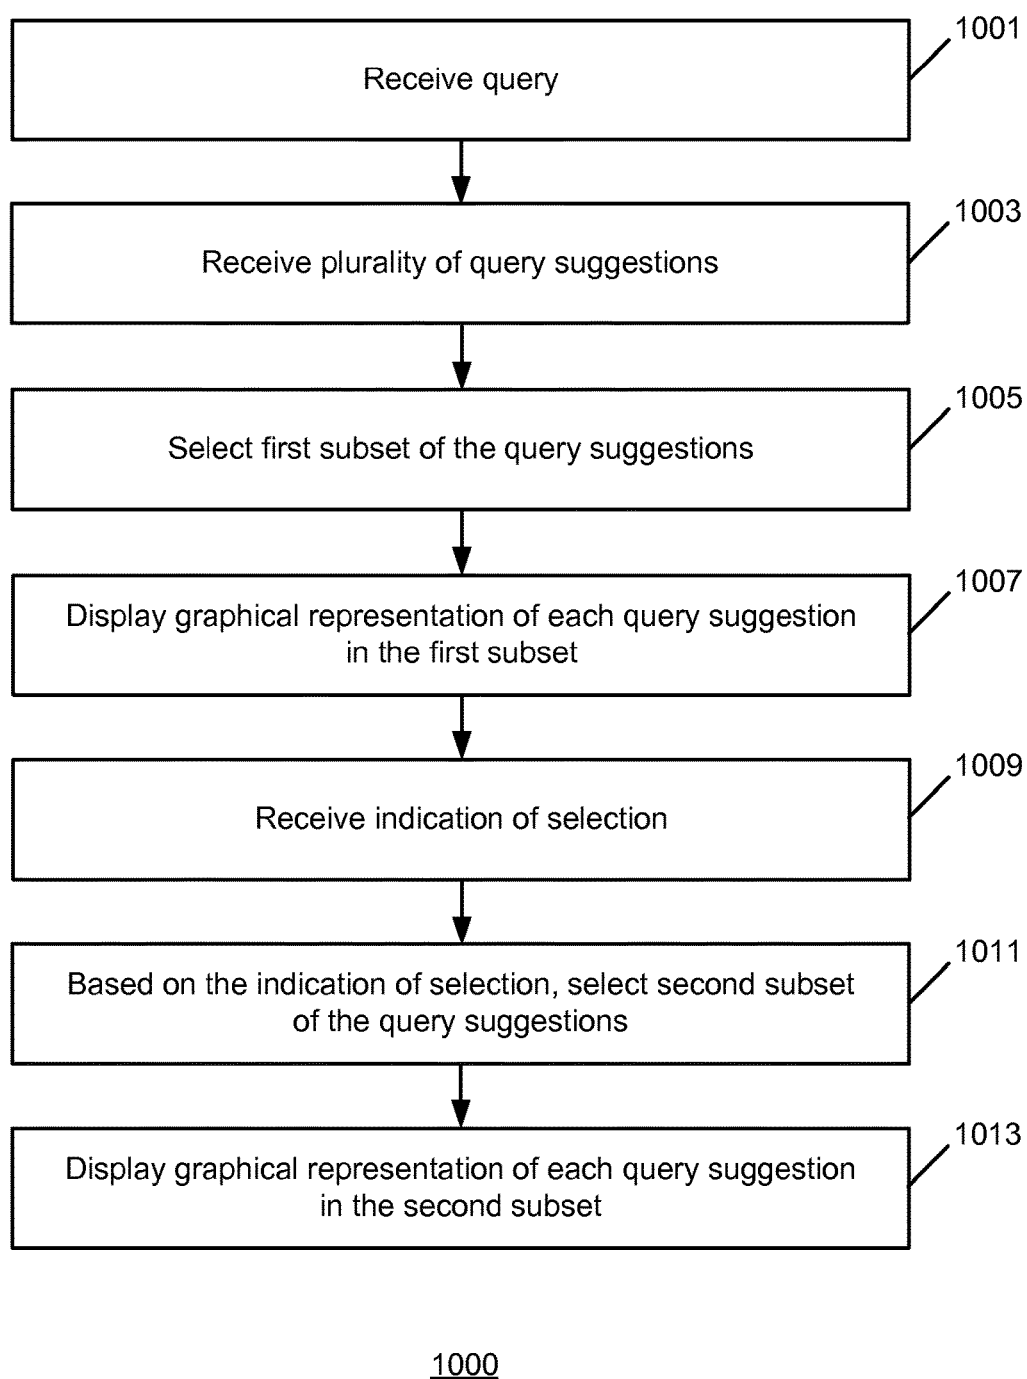 1001
Receive query
1003
Receive plurality of query suggestions
1005
Select first subset of the query suggestions
1007
Display graphical representation of each query suggestion
in the first subset
1009
Receive indication of selection
1011
Based on the indication of selection, select second subset
of the query suggestions
1013
Display graphical representation of each query suggestion
in the second subset
1000